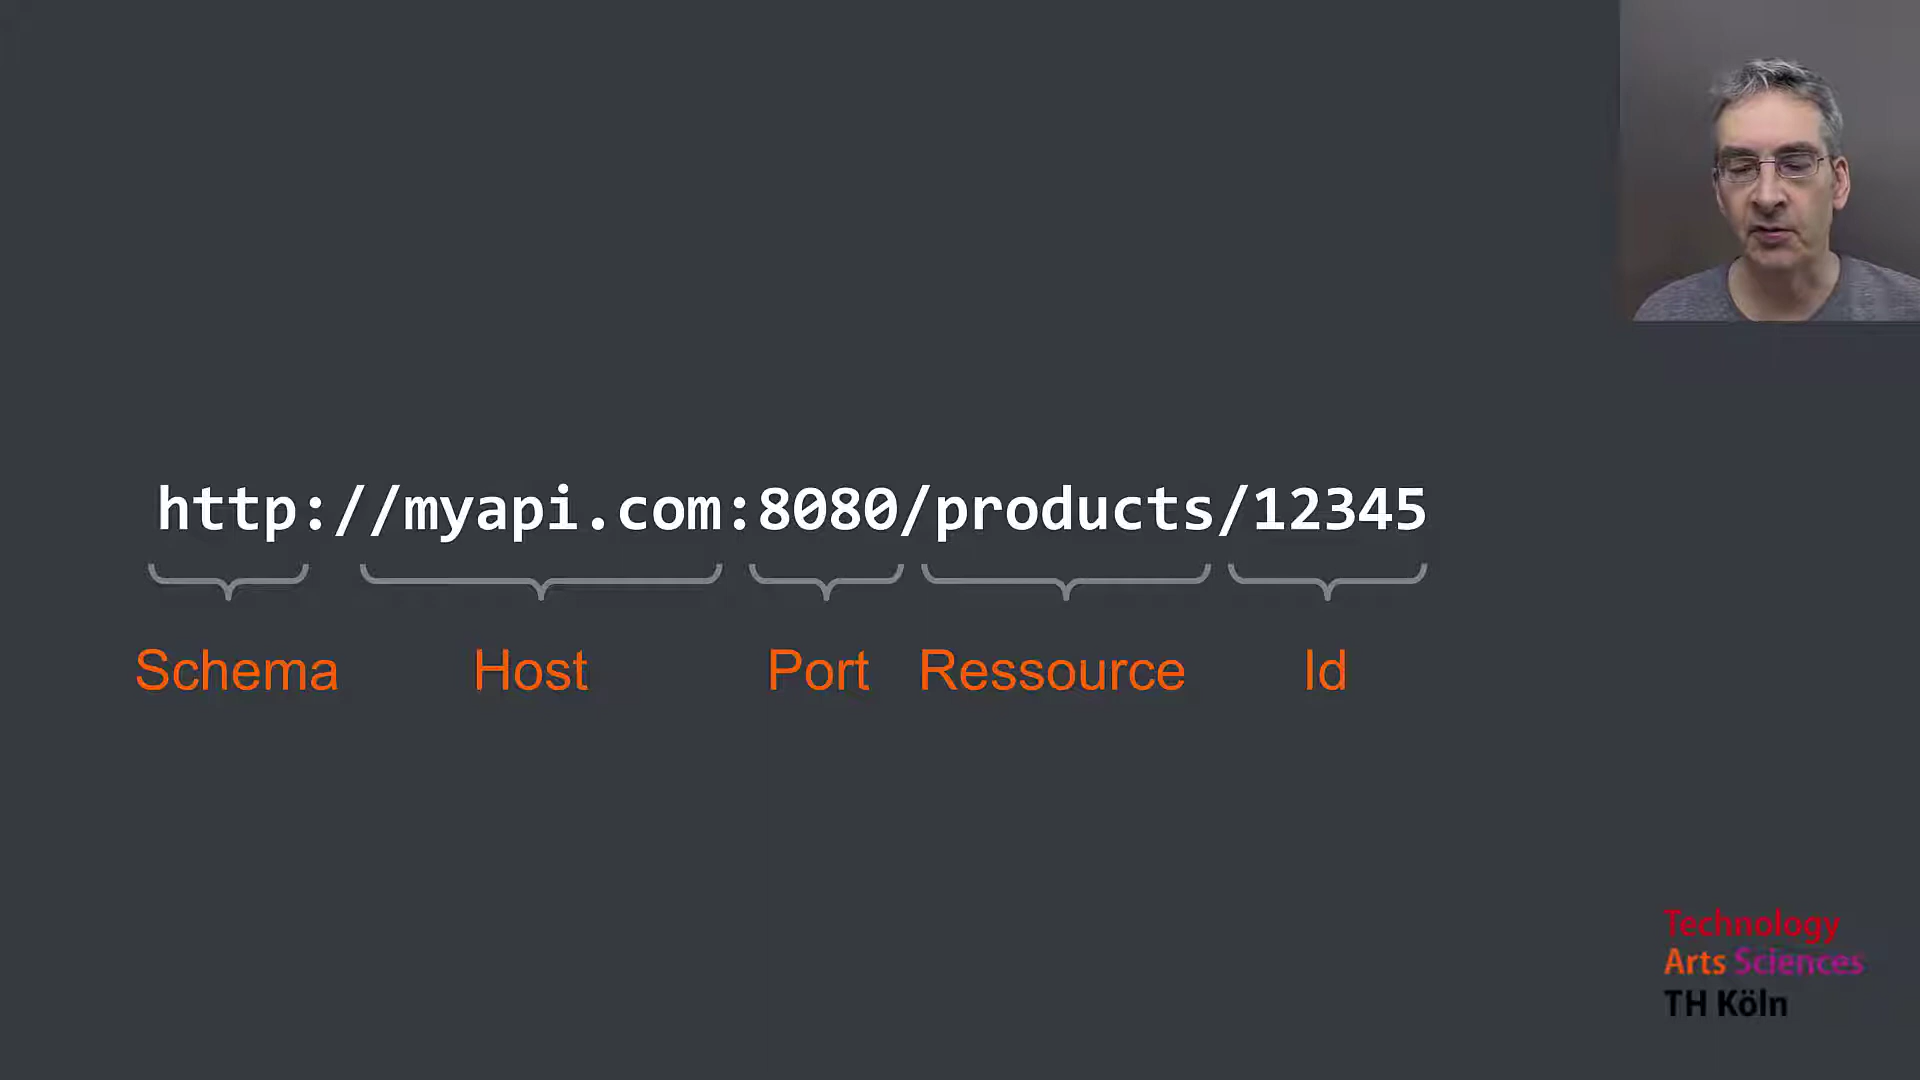 http://myapi.com:8080/products/12345
Schema Host Port Ressource Id
Technology
Arts Sciences
TH Köln